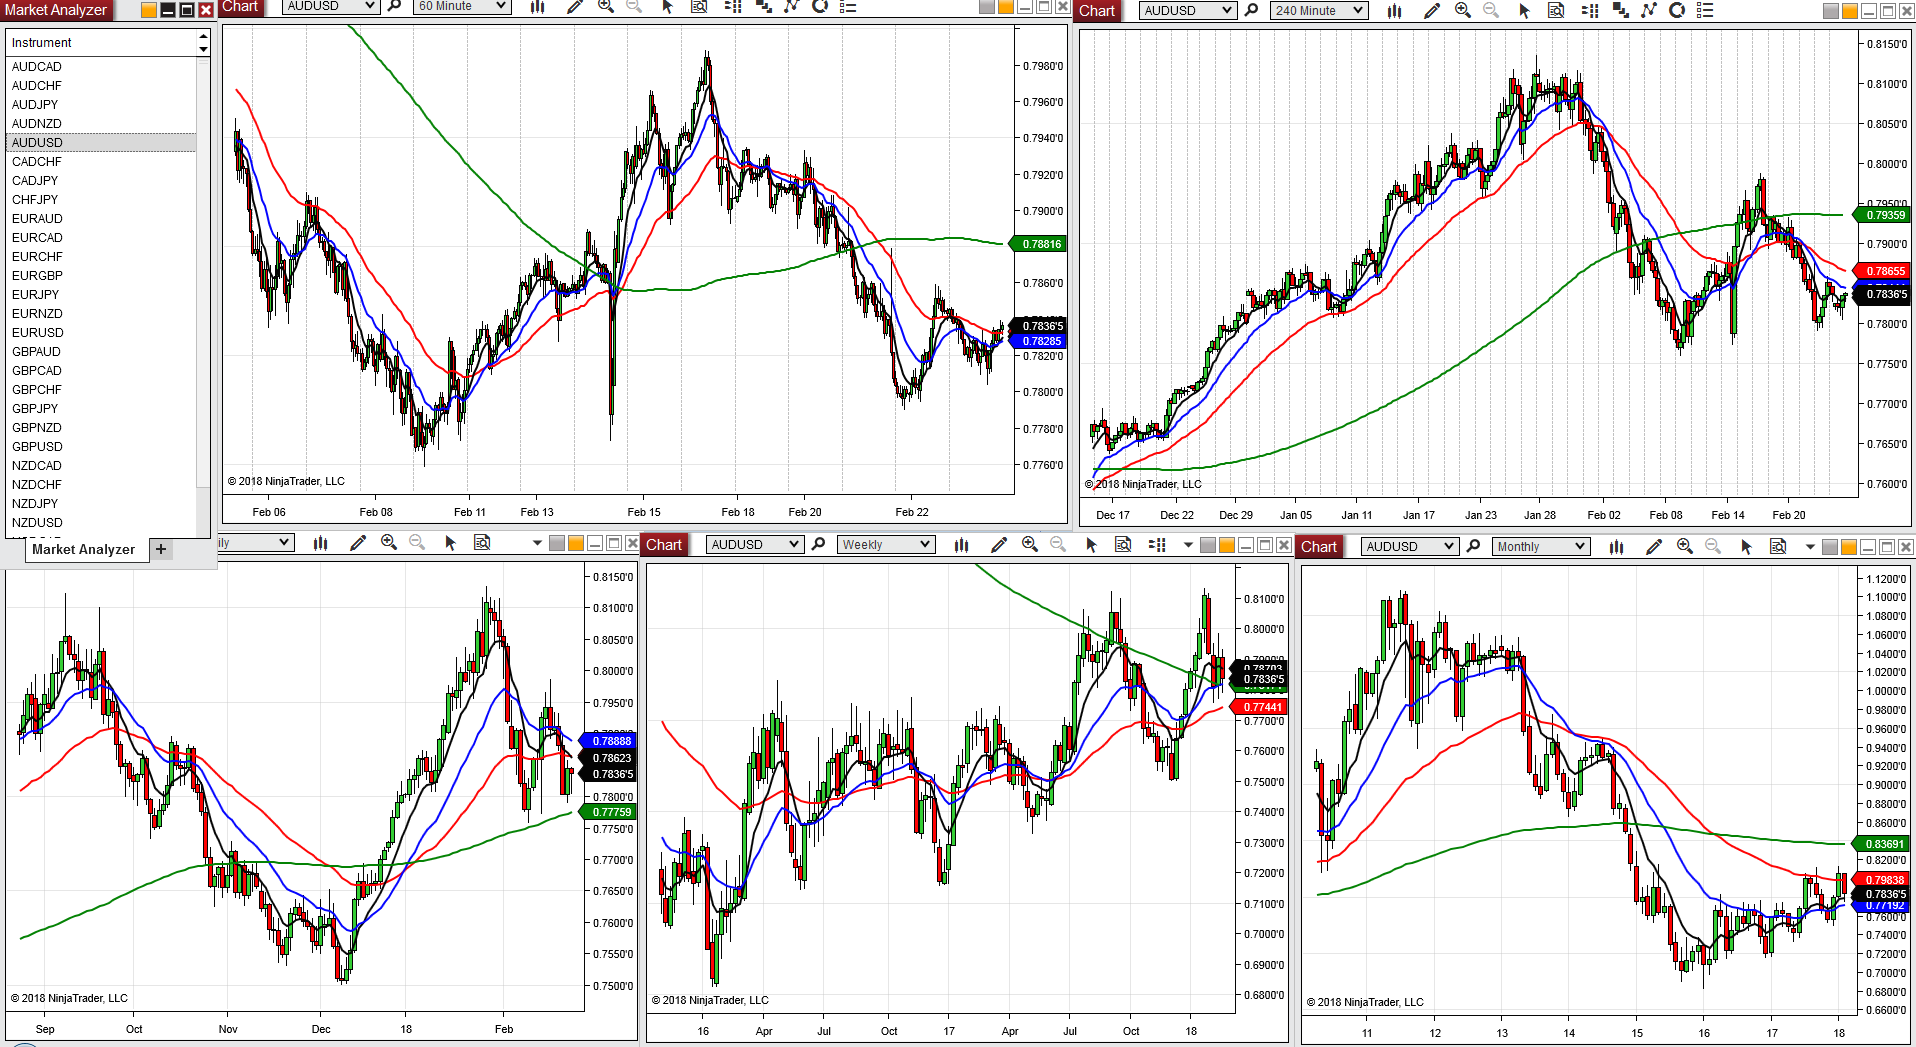 Market Analyzer
Instrument
AUDCAD
AUDCHF
AUDJPY
AUDNZD
AUDUSD
CADCHF
CADJPY
CHFJPY
EURAUD
EURCAD
EURCHF
EURGBP
EURJPY
EURNZD
EURUSD
GBPAUD
GBPCAD
GBPCHF
GBPJPY
GBPNZD
GBPUSD
NZDCAD
NZDCHF
NZDJPY
NZDUSD
Market Analyzer +
Chart AUDUSD 60 Minute
0.7980'0
0.7960'0
0.7940'0
0.7920'0
0.7900'0
0.78816
0.7860'0
0.7836'5
0.78285
0.7820'0
0.7800'0
0.7780'0
0.7760'0
© 2018 NinjaTrader, LLC
Feb 06 Feb 08 Feb 11 Feb 13 Feb 15 Feb 18 Feb 20 Feb 22
Chart AUDUSD 240 Minute
0.8150'0
0.8100'0
0.8050'0
0.8000'0
0.79359
0.7900'0
0.78655
0.7836'5
0.7800'0
0.7750'0
0.7700'0
0.7650'0
0.7600'0
© 2018 NinjaTrader, LLC
Dec 17 Dec 22 Dec 29 Jan 05 Jan 11 Jan 17 Jan 23 Jan 28 Feb 02 Feb 08 Feb 14 Feb 20
ily
0.8150'0
0.8100'0
0.8050'0
0.8000'0
0.7950'0
0.78888
0.78623
0.7836'5
0.7800'0
0.77759
0.7750'0
0.7700'0
0.7650'0
0.7600'0
0.7550'0
0.7500'0
© 2018 NinjaTrader, LLC
Sep Oct Nov Dec 18 Feb
Chart AUDUSD Weekly
0.8100'0
0.8000'0
0.78703
0.7836'5
0.77441
0.7700'0
0.7600'0
0.7500'0
0.7400'0
0.7300'0
0.7200'0
0.7100'0
0.7000'0
0.6900'0
0.6800'0
© 2018 NinjaTrader, LLC
16 Apr Jul Oct 17 Apr Jul Oct 18
Chart AUDUSD Monthly
1.1200'0
1.1000'0
1.0800'0
1.0600'0
1.0400'0
1.0200'0
1.0000'0
0.9800'0
0.9600'0
0.9400'0
0.9200'0
0.9000'0
0.8800'0
0.8600'0
0.83691
0.8200'0
0.79838
0.7836'5
0.77192
0.7600'0
0.7400'0
0.7200'0
0.7000'0
0.6800'0
0.6600'0
© 2018 NinjaTrader, LLC
11 12 13 14 15 16 17 18